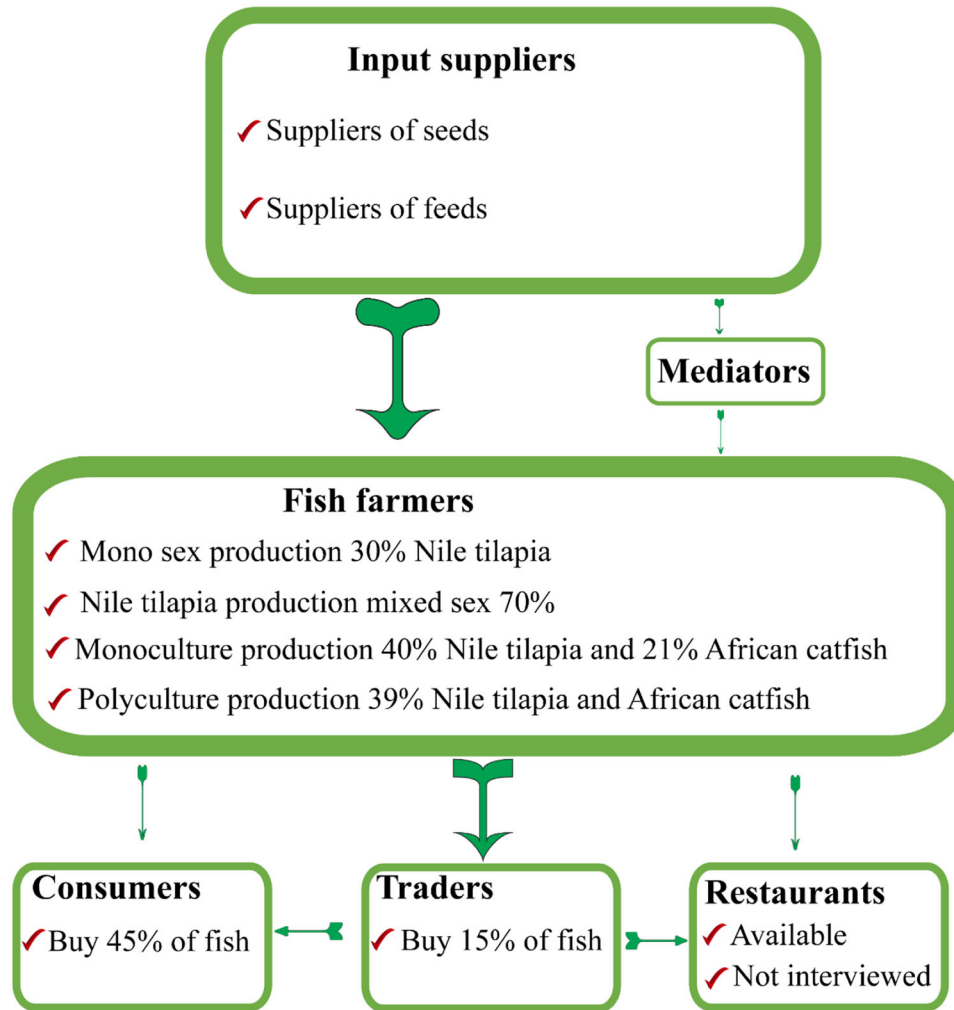 Input suppliers
✓ Suppliers of seeds
✓ Suppliers of feeds
Mediators
Fish farmers
✓ Mono sex production 30% Nile tilapia
✓ Nile tilapia production mixed sex 70%
✓ Monoculture production 40% Nile tilapia and 21% African catfish
✓ Polyculture production 39% Nile tilapia and African catfish
Consumers
✓ Buy 45% of fish
Traders
✓ Buy 15% of fish
Restaurants
✓ Available
✓ Not interviewed